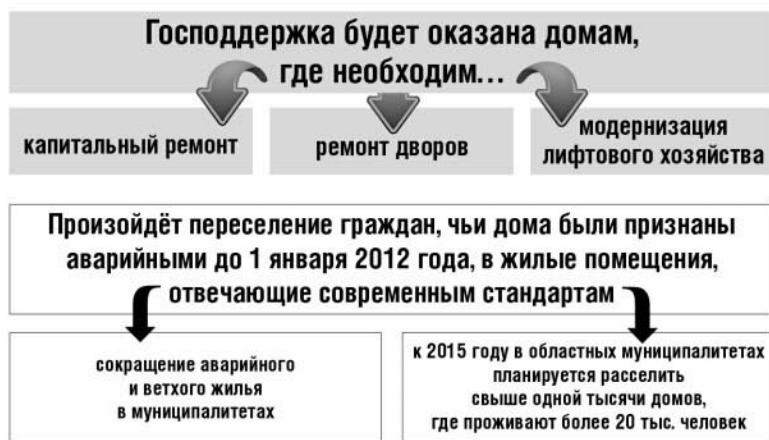 Господдержка будет оказана домам,
где необходим...
капитальный ремонт
ремонт дворов
модернизация
лифтового хозяйства
Произойдёт переселение граждан, чьи дома были признаны
аварийными до 1 января 2012 года, в жилые помещения,
отвечающие современным стандартам
сокращение аварийного
и ветхого жилья
в муниципалитетах
к 2015 году в областных муниципалитетах
планируется расселить
свыше одной тысячи домов,
где проживают более 20 тыс. человек